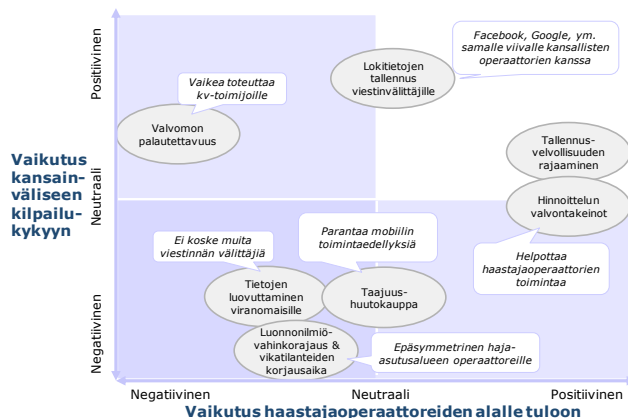 Facebook, Google, ym.
samalle viivalle kansallisten
operaattorien kanssa
Lokitietojen
tallennus
viestinvälittäjille
Vaikea toteuttaa
kv-toimijoille
Valvomon
palautettavuus
Tallennus-
velvollisuuden
rajaaminen
Hinnoittelun
valvontakeinot
Helpottaa
haastajaoperaattorien
toimintaa
Parantaa mobiilin
toimintaedellyksiä
Ei koske muita
viestinnän välittäjiä
Tietojen
luovuttaminen
viranomaisille
Taajuus-
huutokauppa
Luonnonilmiö-
vahinkorajaus &
vikatilanteiden
korjausaika
Epäsymmetrinen haja-
asutusalueen operaattoreille
Vaikutus
kansain-
väliseen
kilpailu-
kykyyn
Positiivinen
Neutraali
Negatiivinen
Negatiivinen
Neutraali
Positiivinen
Vaikutus haastajaoperaattoreiden alalle tuloon